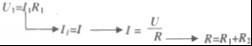 U₁=I₁R₁
I₁=I → I = U/R → R=R₁+R₂